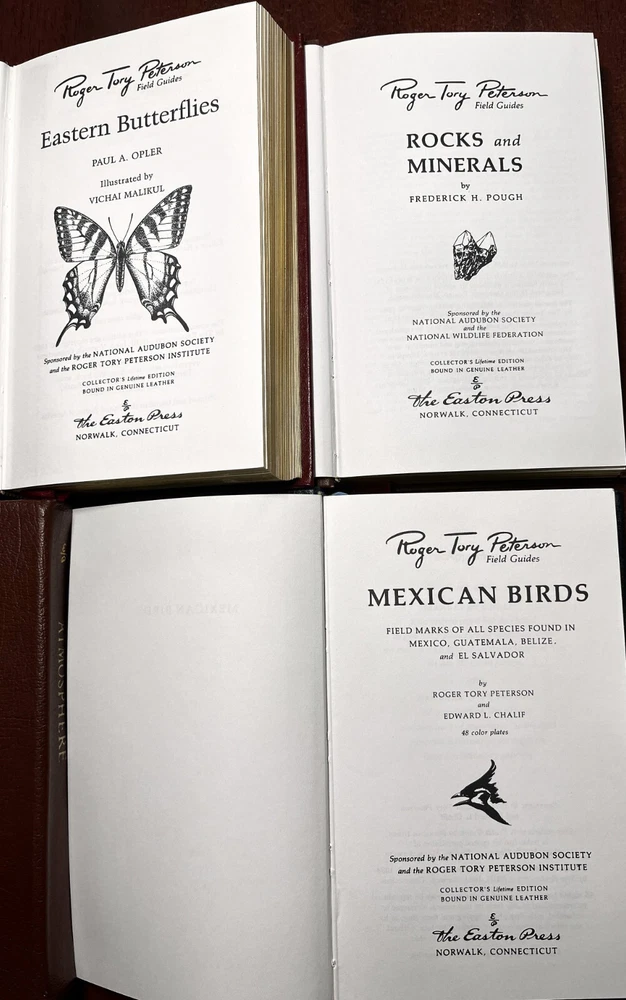 Roger Tory Peterson
Field Guides
Eastern Butterflies
PAUL A. OPLER
Illustrated by
VICHAI MALIKUL
Sponsored by the NATIONAL AUDUBON SOCIETY
and the ROGER TORY PETERSON INSTITUTE
COLLECTOR'S Lifetime EDITION
BOUND IN GENUINE LEATHER
E/P
the Easton Press
NORWALK, CONNECTICUT
Roger Tory Peterson
Field Guides
ROCKS and
MINERALS
by
FREDERICK H. POUGH
Sponsored by the
NATIONAL AUDUBON SOCIETY
and the
NATIONAL WILDLIFE FEDERATION
COLLECTOR'S Lifetime EDITION
BOUND IN GENUINE LEATHER
E/P
the Easton Press
NORWALK, CONNECTICUT
ATMOSPHERE
Roger Tory Peterson
Field Guides
MEXICAN BIRDS
FIELD MARKS OF ALL SPECIES FOUND IN
MEXICO, GUATEMALA, BELIZE.
and EL SALVADOR
by
ROGER TORY PETERSON
and
EDWARD L. CHALIF
48 color plates
Sponsored by the NATIONAL AUDUBON SOCIETY
and the ROGER TORY PETERSON INSTITUTE
COLLECTOR'S Lifetime EDITION
BOUND IN GENUINE LEATHER
E/P
the Easton Press
NORWALK, CONNECTICUT